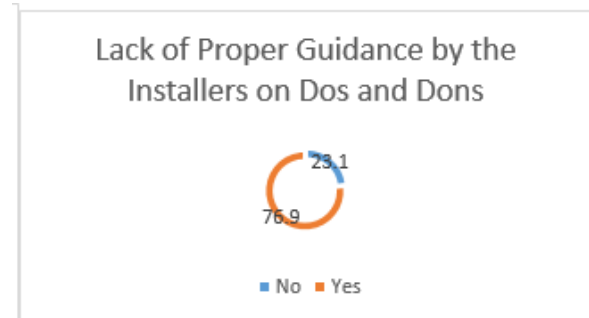 Lack of Proper Guidance by the
Installers on Dos and Dons
23.1
76.9
No Yes